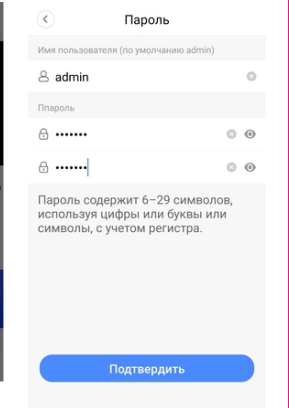 Пароль
Имя пользователя (по умолчанию admin)
admin
Ппароль
•••••••
•••••••
Пароль содержит 6–29 символов,
используя цифры или буквы или
символы, с учетом регистра.
Подтвердить